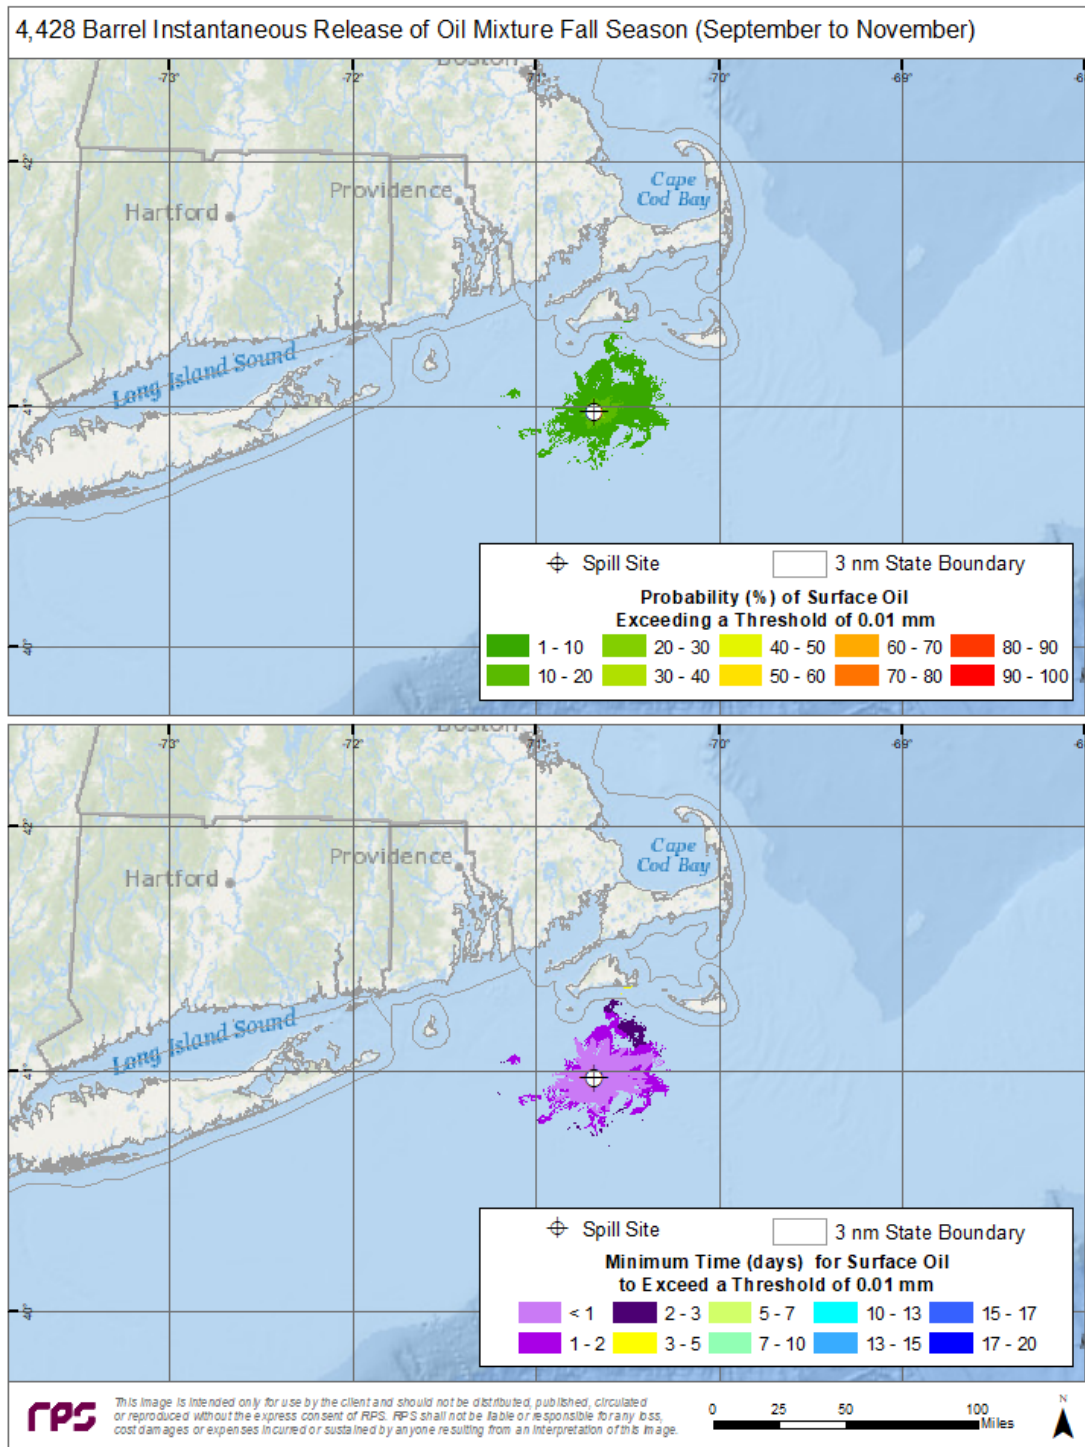 4,428 Barrel Instantaneous Release of Oil Mixture Fall Season (September to November)
Boston
-73° -72° -71° -70° -69°
42°
Cape
Cod Bay
Providence
Hartford
Long Island Sound
41°
40°
Spill Site 3 nm State Boundary
Probability (%) of Surface Oil
Exceeding a Threshold of 0.01 mm
1 - 10 20 - 30 40 - 50 60 - 70 80 - 90
10 - 20 30 - 40 50 - 60 70 - 80 90 - 100
Boston
-73° -72° -71° -70° -69°
42°
Cape
Cod Bay
Providence
Hartford
Long Island Sound
41°
40°
Spill Site 3 nm State Boundary
Minimum Time (days) for Surface Oil
to Exceed a Threshold of 0.01 mm
< 1 2 - 3 5 - 7 10 - 13 15 - 17
1 - 2 3 - 5 7 - 10 13 - 15 17 - 20
rps
This image is intended only for use by the client and should not be distributed, published, circulated
or reproduced without the express consent of RPS. RPS shall not be liable or responsible for any loss,
cost damages or expenses incurred or sustained by anyone resulting from an interpretation of this image.
0 25 50 100
Miles
N